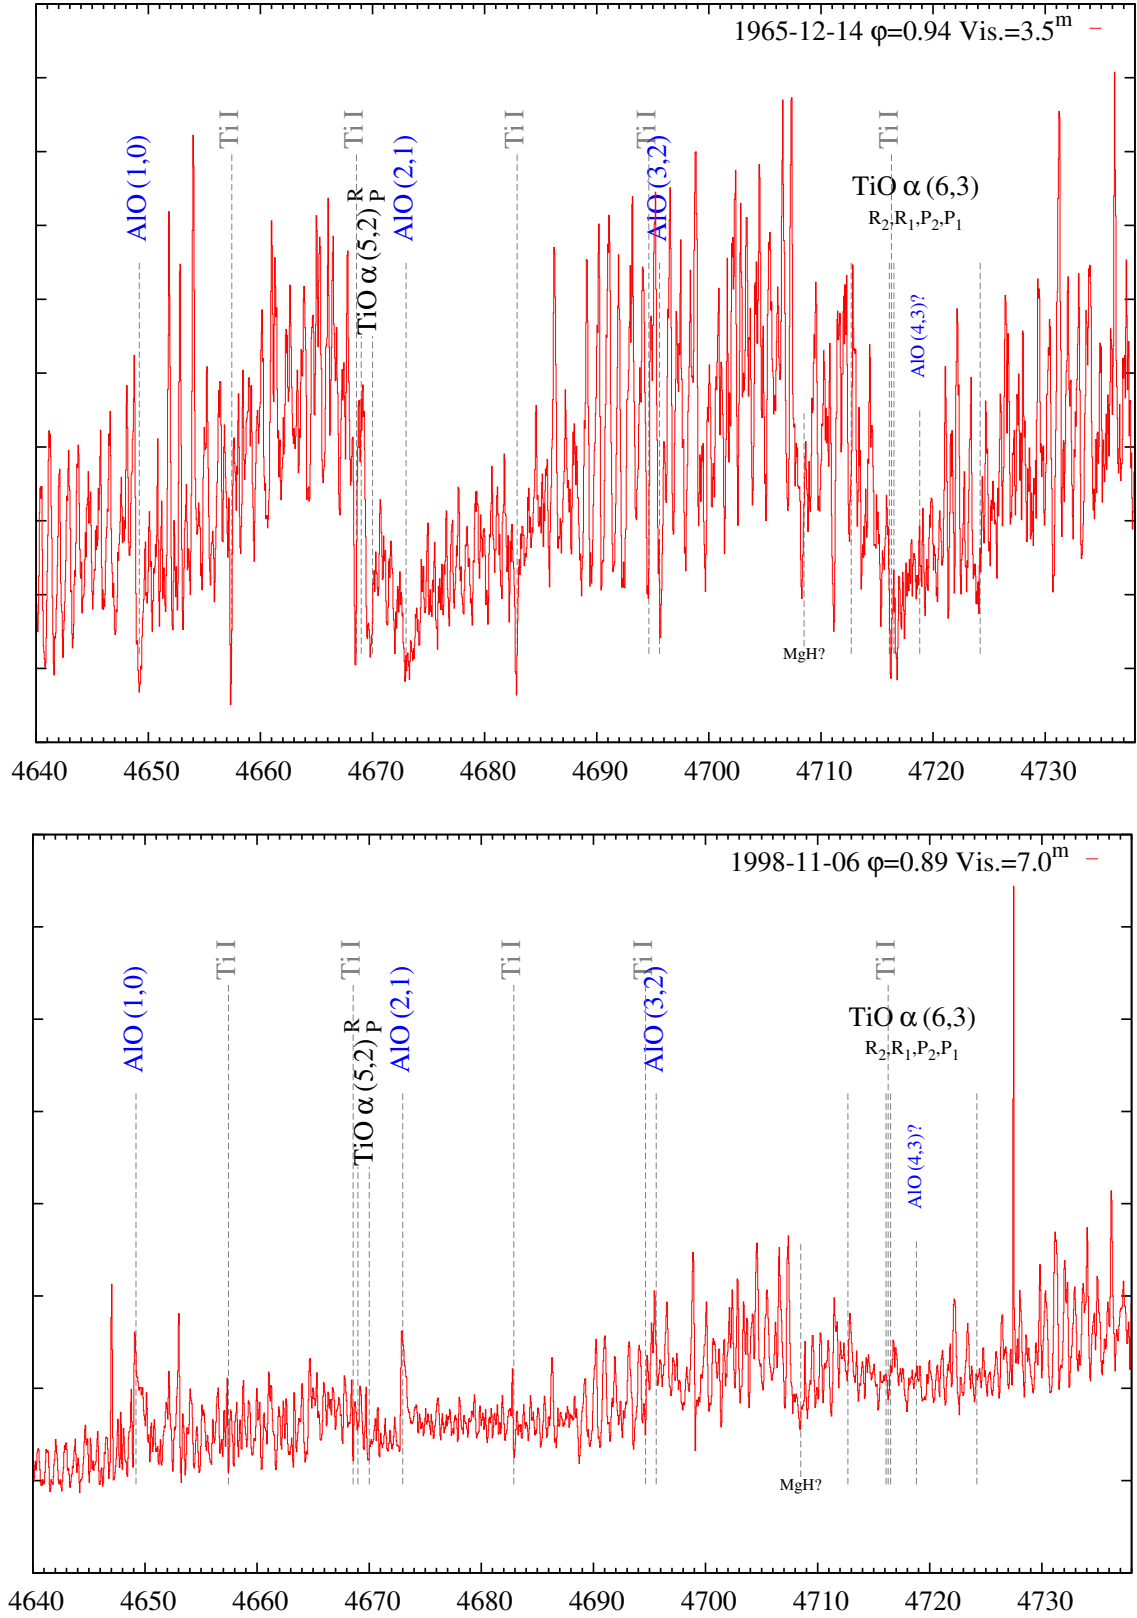 1965-12-14 φ=0.94 Vis.=3.5m
AlO (1,0)
Ti I
Ti I
TiO α (5,2) R P
AlO (2,1)
Ti I
Ti I
AlO (3,2)
Ti I
TiO α (6,3)
R2,R1,P2,P1
AlO (4,3)?
MgH?
4640 4650 4660 4670 4680 4690 4700 4710 4720 4730
1998-11-06 φ=0.89 Vis.=7.0m
AlO (1,0)
Ti I
Ti I
TiO α (5,2) R P
AlO (2,1)
Ti I
Ti I
AlO (3,2)
Ti I
TiO α (6,3)
R2,R1,P2,P1
AlO (4,3)?
MgH?
4640 4650 4660 4670 4680 4690 4700 4710 4720 4730